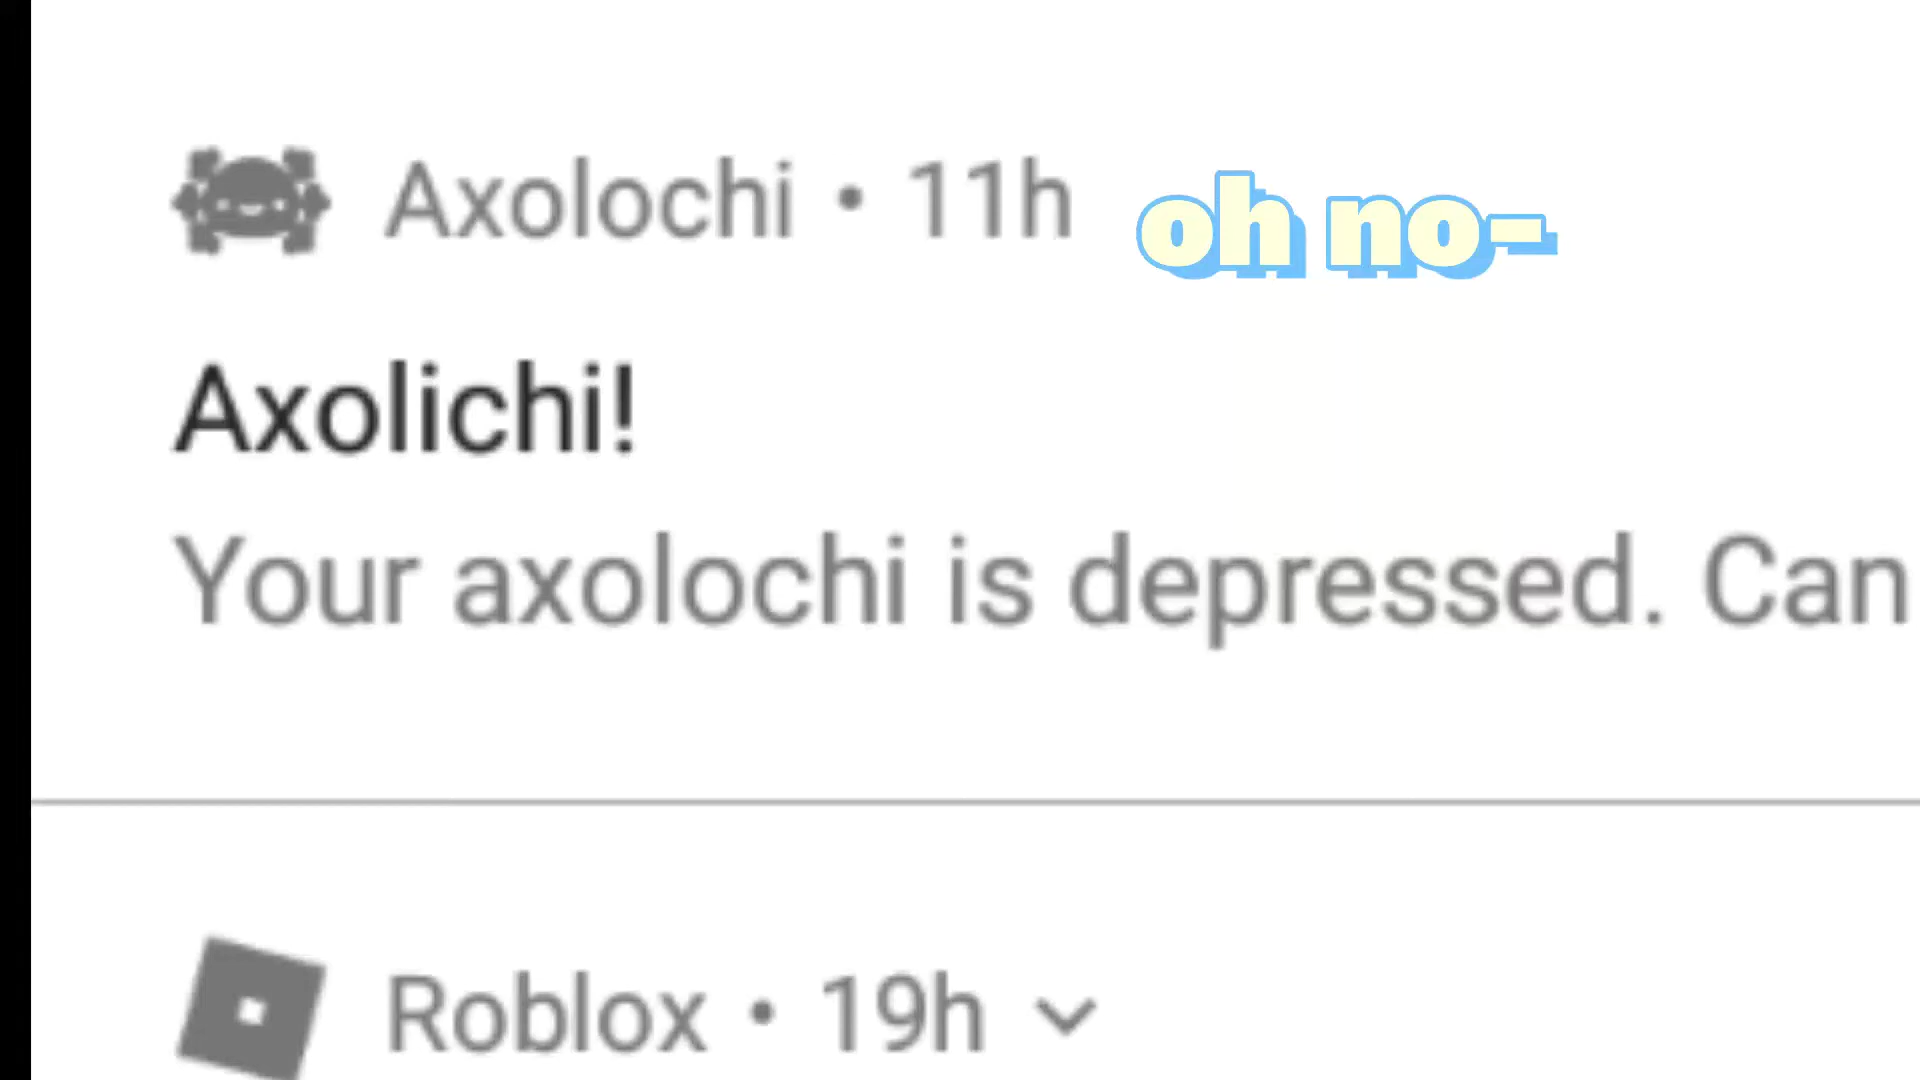 Axolochi • 11h
oh no-
Axolichi!
Your axolochi is depressed. Can
Roblox • 19h